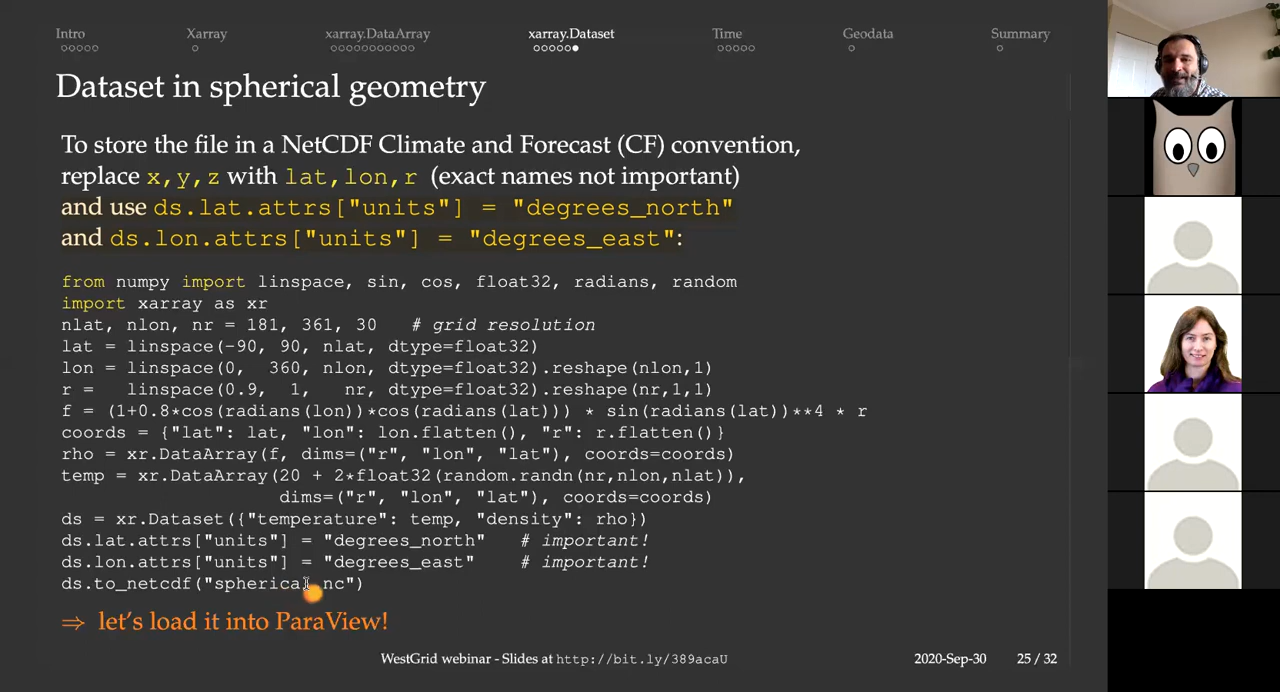 Intro Xarray xarray.DataArray xarray.Dataset Time Geodata Summary
Dataset in spherical geometry
To store the file in a NetCDF Climate and Forecast (CF) convention,
replace x,y,z with lat,lon,r (exact names not important)
and use ds.lat.attrs["units"] = "degrees_north"
and ds.lon.attrs["units"] = "degrees_east":
from numpy import linspace, sin, cos, float32, radians, random
import xarray as xr
nlat, nlon, nr = 181, 361, 30 # grid resolution
lat = linspace(-90, 90, nlat, dtype=float32)
lon = linspace(0, 360, nlon, dtype=float32).reshape(nlon,1)
r = linspace(0.9, 1, nr, dtype=float32).reshape(nr,1,1)
f = (1+0.8*cos(radians(lon))*cos(radians(lat))) * sin(radians(lat))**4 * r
coords = {"lat": lat, "lon": lon.flatten(), "r": r.flatten()}
rho = xr.DataArray(f, dims=("r", "lon", "lat"), coords=coords)
temp = xr.DataArray(20 + 2*float32(random.randn(nr,nlon,nlat)),
dims=("r", "lon", "lat"), coords=coords)
ds = xr.Dataset({"temperature": temp, "density": rho})
ds.lat.attrs["units"] = "degrees_north" # important!
ds.lon.attrs["units"] = "degrees_east" # important!
ds.to_netcdf("spherical.nc")
⇒ let's load it into ParaView!
WestGrid webinar - Slides at http://bit.ly/389acaU 2020-Sep-30 25 / 32